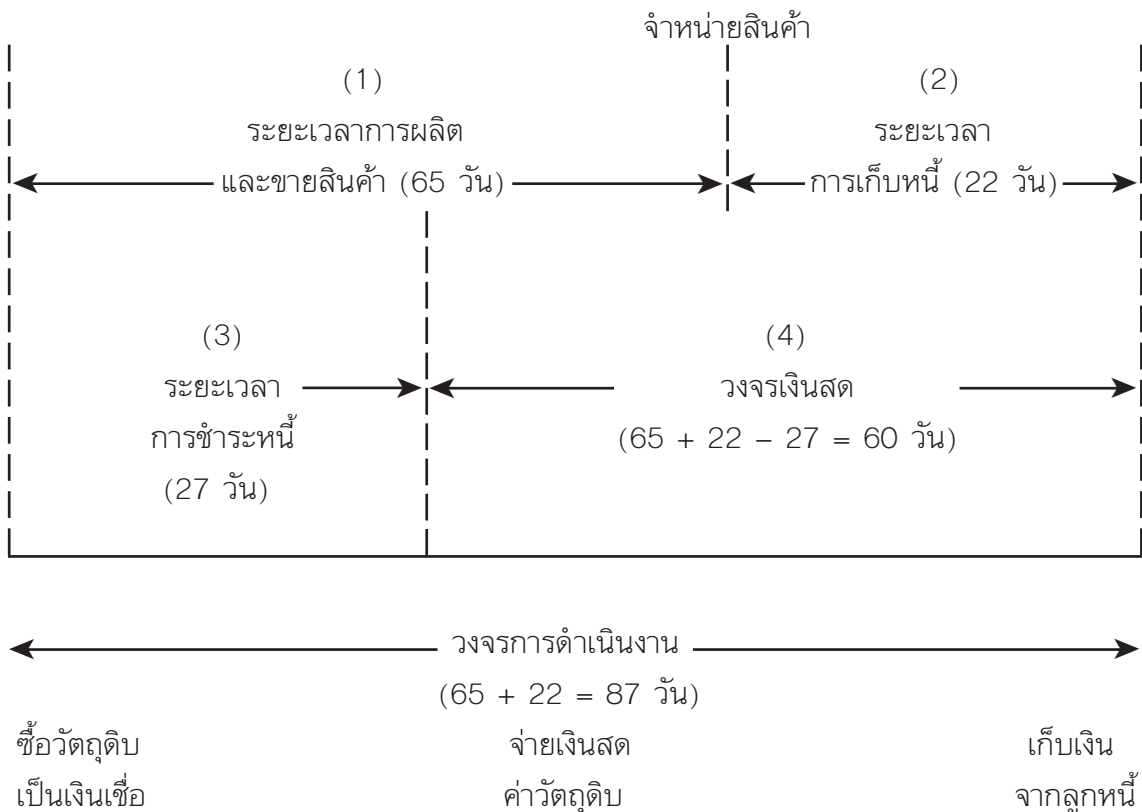 จำหน่ายสินค้า
(1)
ระยะเวลาการผลิต
และขายสินค้า (65 วัน)
(2)
ระยะเวลา
การเก็บหนี้ (22 วัน)
(3)
ระยะเวลา
การชำระหนี้
(27 วัน)
(4)
วงจรเงินสด
(65 + 22 – 27 = 60 วัน)
วงจรการดำเนินงาน
(65 + 22 = 87 วัน)
ซื้อวัตถุดิบ
เป็นเงินเชื่อ
จ่ายเงินสด
ค่าวัตถุดิบ
เก็บเงิน
จากลูกหนี้